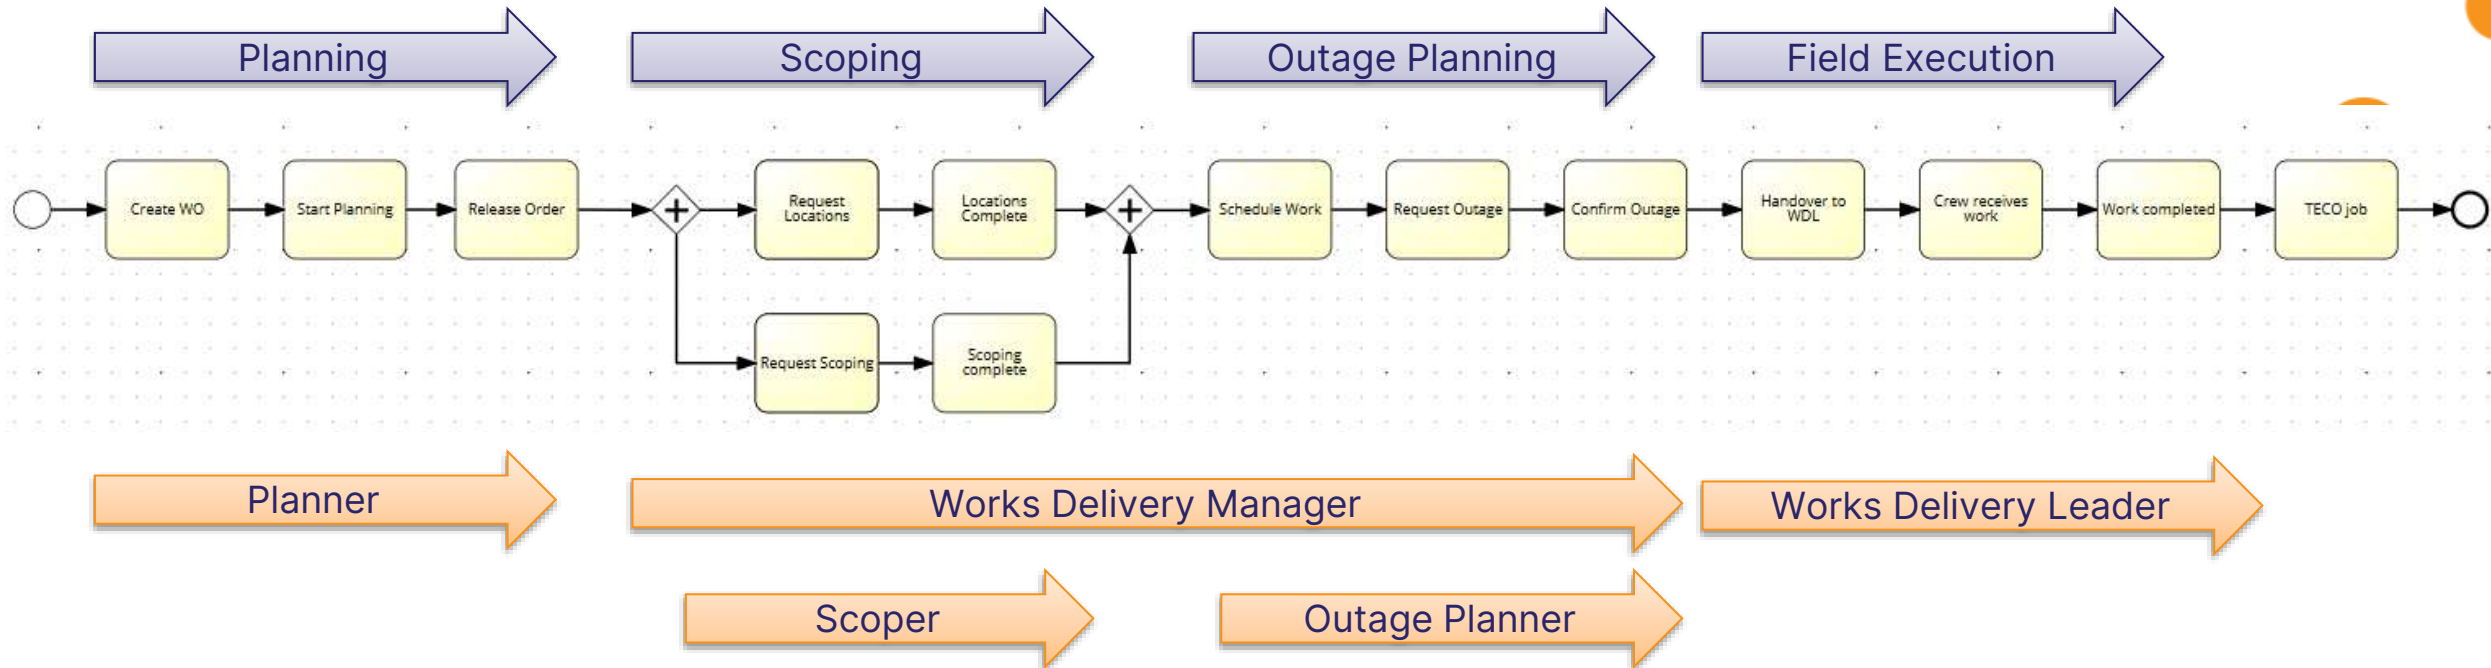 Planning
Scoping
Outage Planning
Field Execution
Create WO
Start Planning
Release Order
Request
Locations
Locations
Complete
Schedule Work
Request Outage
Confirm Outage
Handover to
WDL
Crew receives
work
Work completed
TECO job
Request Scoping
Scoping
complete
Planner
Works Delivery Manager
Works Delivery Leader
Scoper
Outage Planner